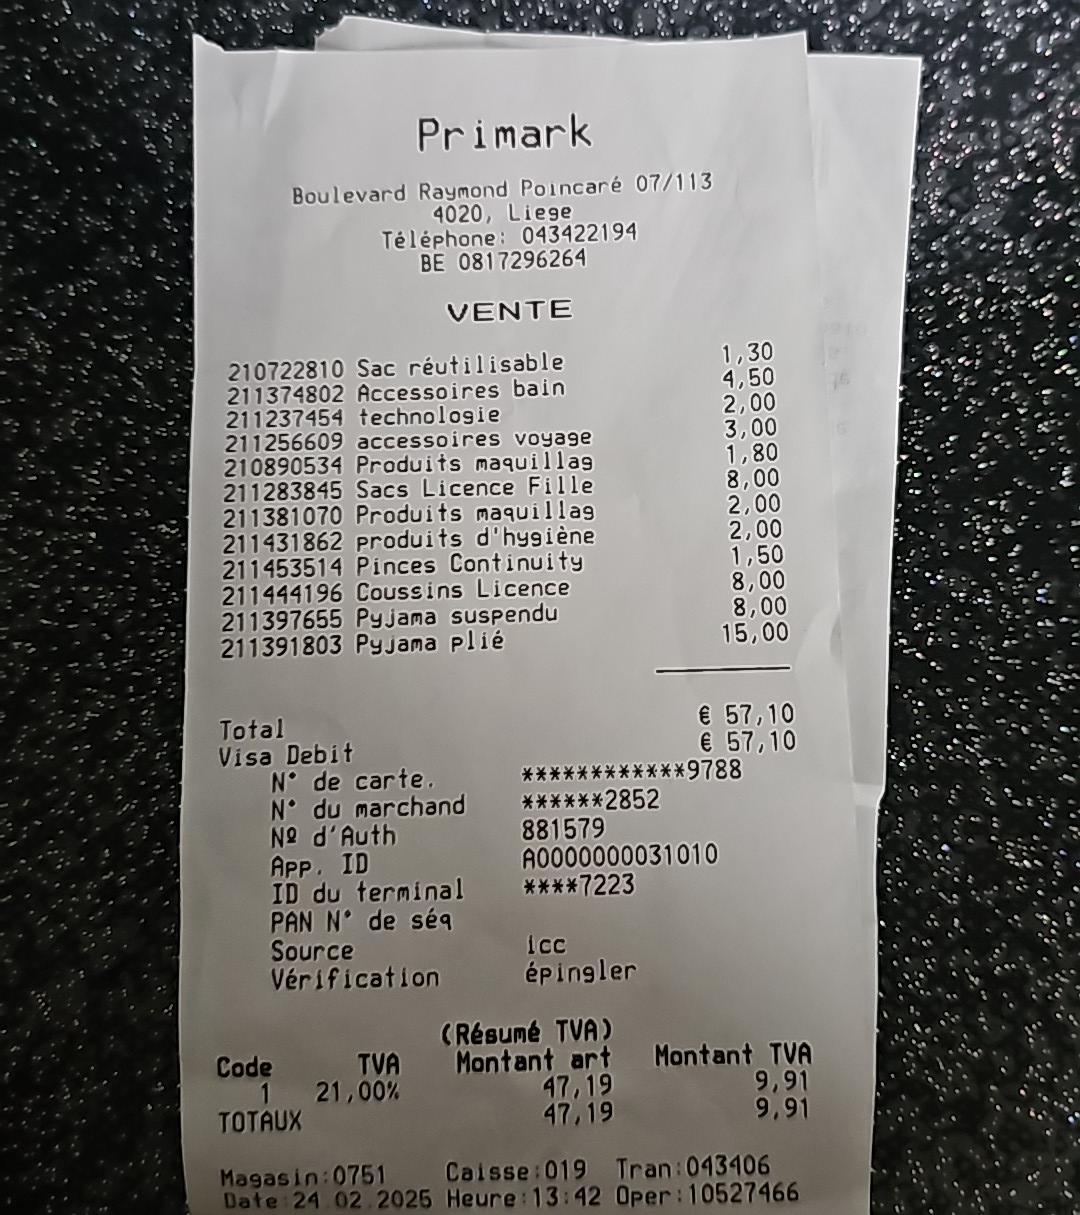 Primark
Boulevard Raymond Poincaré 07/113
4020, Liege
Téléphone: 043422194
BE 0817296264
VENTE
210722810 Sac réutilisable 1,30
211374802 Accessoires bain 4,50
211237454 technologie 2,00
211256609 accessoires voyage 3,00
210890534 Produits maquillag 1,80
211283845 Sacs Licence Fille 8,00
211381070 Produits maquillag 2,00
211431862 produits d'hygiène 2,00
211453514 Pinces Continuity 1,50
211444196 Coussins Licence 8,00
211397655 Pyjama suspendu 8,00
211391803 Pyjama plié 15,00
Total € 57,10
Visa Debit € 57,10
N° de carte. ************9788
N° du marchand ******2852
Nº d'Auth 881579
App. ID A0000000031010
ID du terminal ****7223
PAN N° de séq
Source icc
Vérification épingler
(Résumé TVA)
Code TVA Montant art Montant TVA
1 21,00% 47,19 9,91
TOTAUX 47,19 9,91
Magasin:0751 Caisse:019 Tran:043406
Date:24.02.2025 Heure:13:42 Oper:10527466